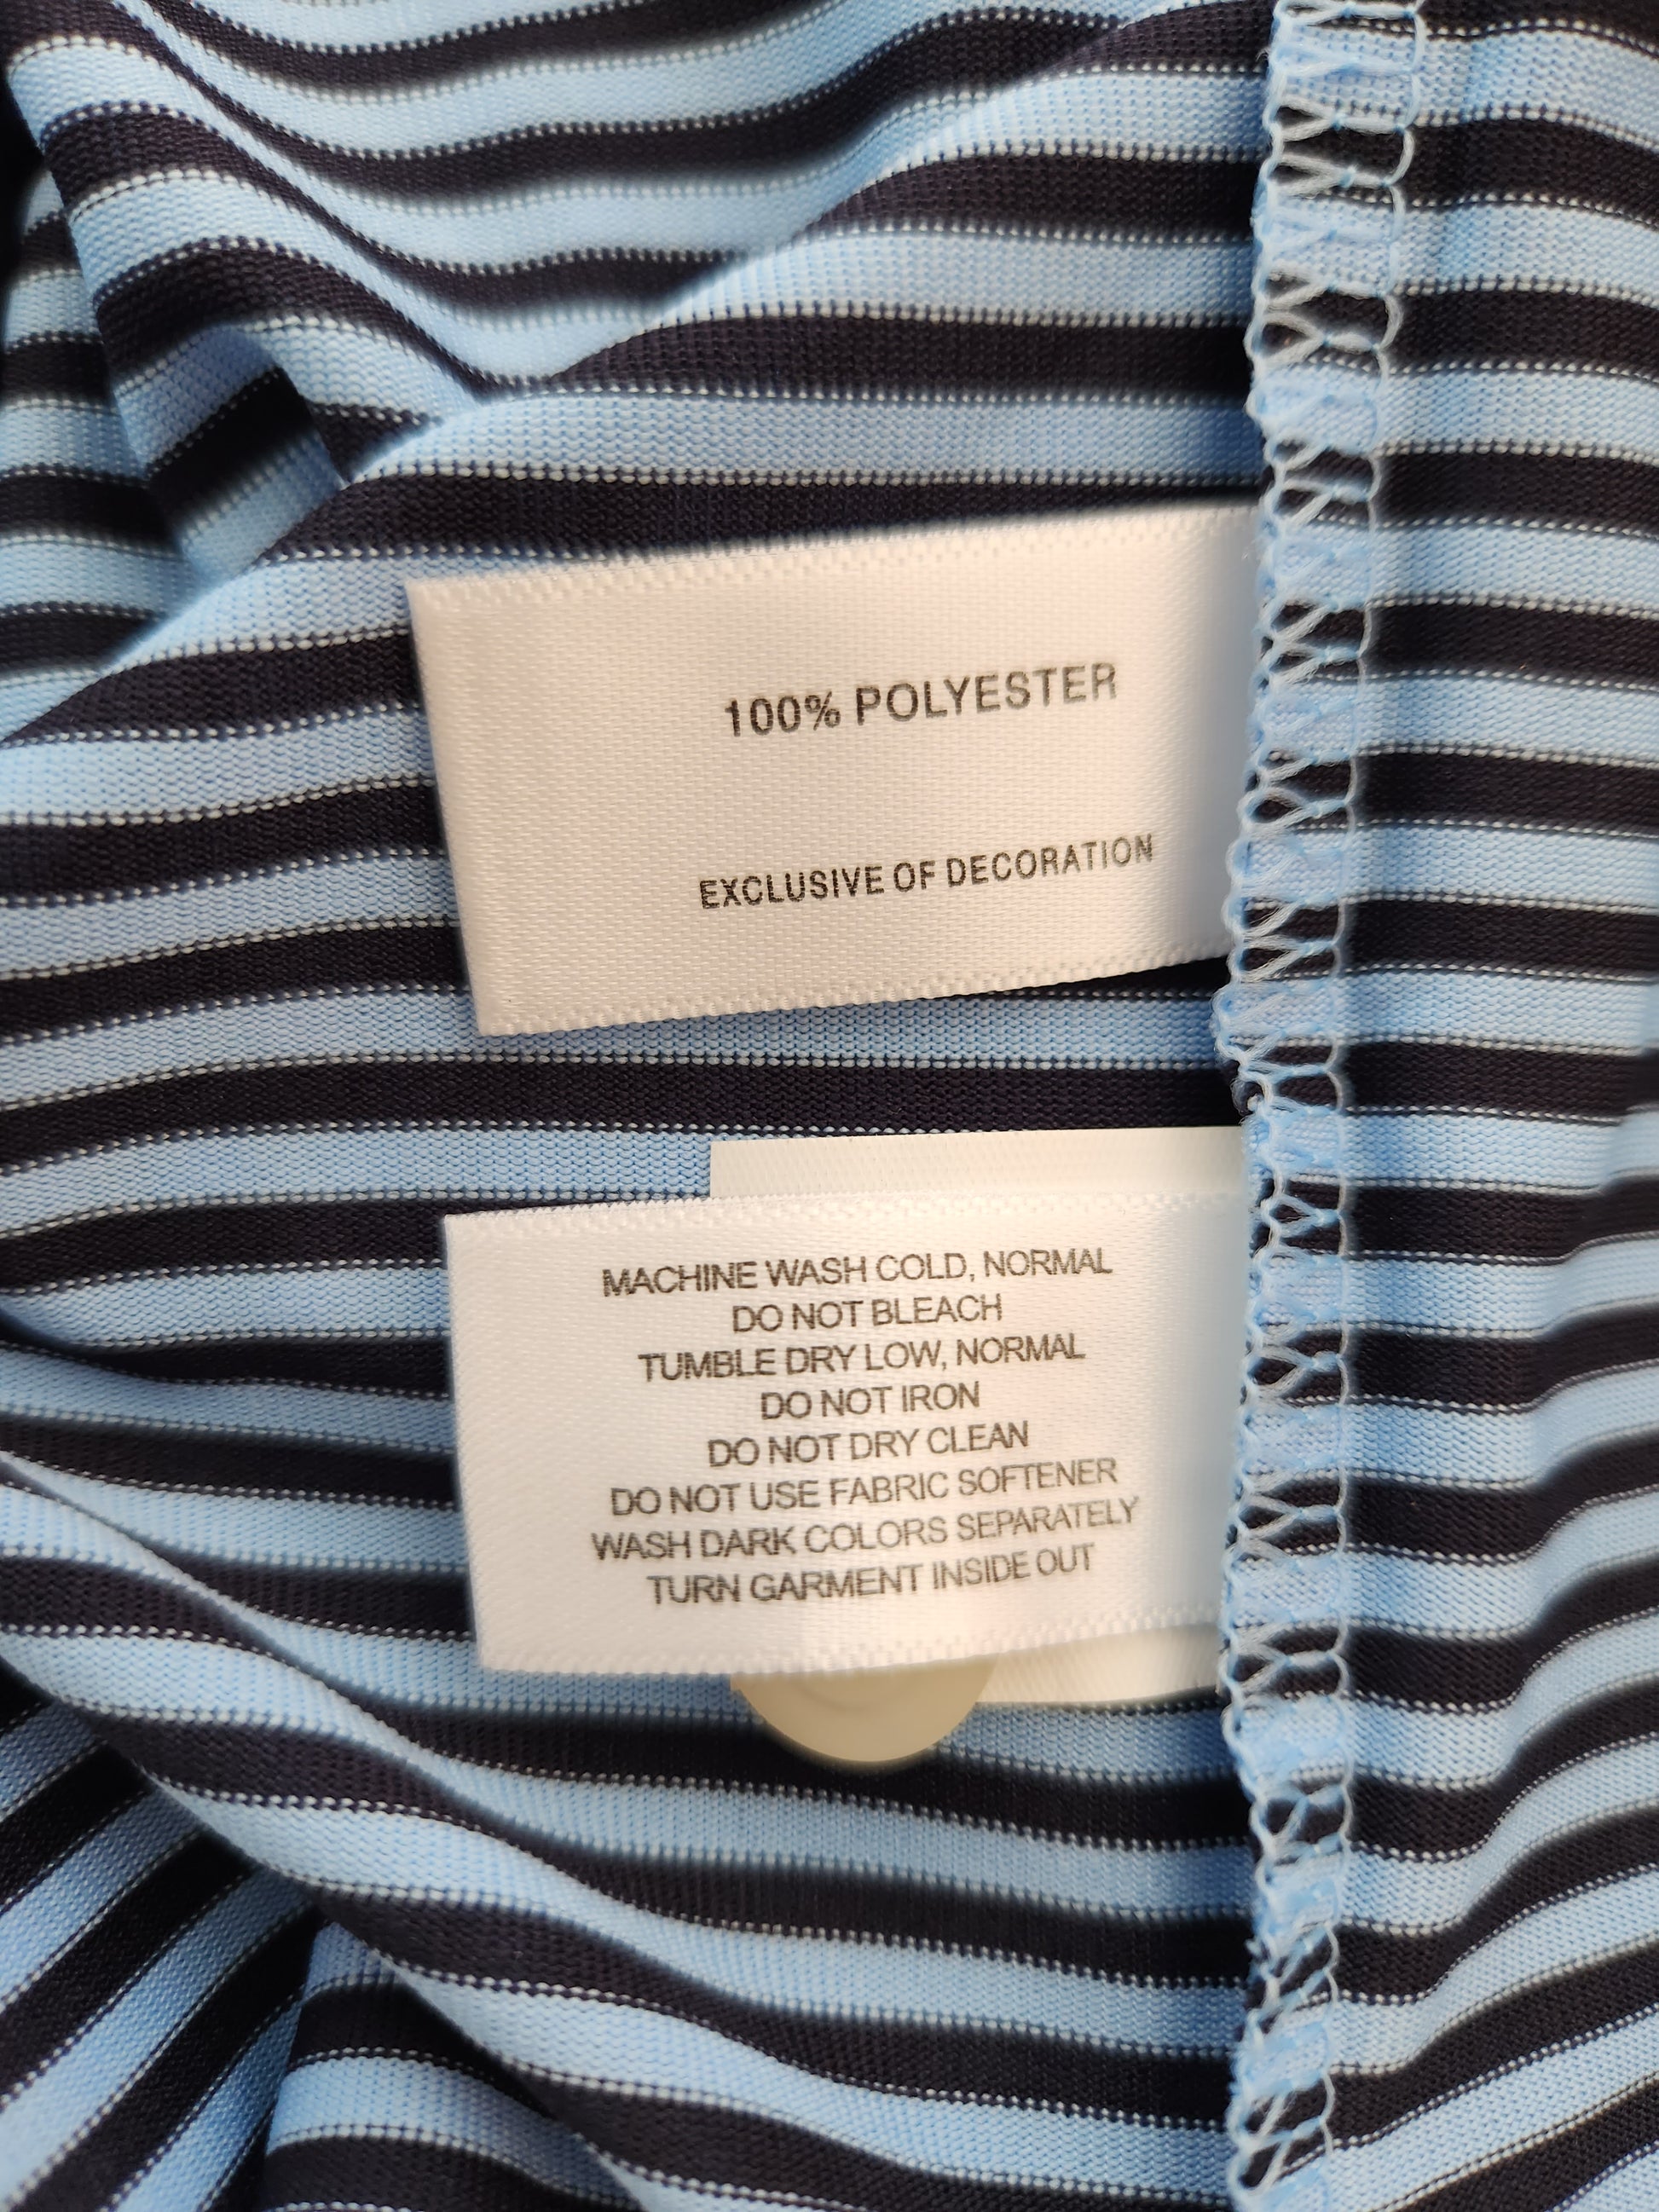 100% POLYESTER
EXCLUSIVE OF DECORATION
MACHINE WASH COLD, NORMAL
DO NOT BLEACH
TUMBLE DRY LOW, NORMAL
DO NOT IRON
DO NOT DRY CLEAN
DO NOT USE FABRIC SOFTENER
WASH DARK COLORS SEPARATELY
TURN GARMENT INSIDE OUT